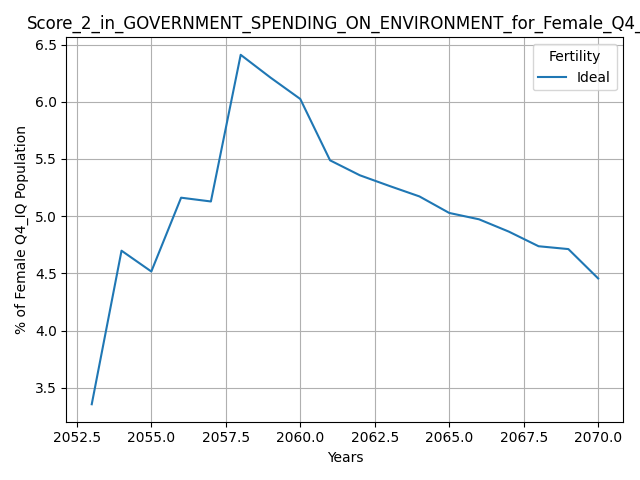 Score_2_in_GOVERNMENT_SPENDING_ON_ENVIRONMENT_for_Female_Q4_
Fertility
Ideal
% of Female Q4_IQ Population
6.5
6.0
5.5
5.0
4.5
4.0
3.5
2052.5 2055.0 2057.5 2060.0 2062.5 2065.0 2067.5 2070.0
Years